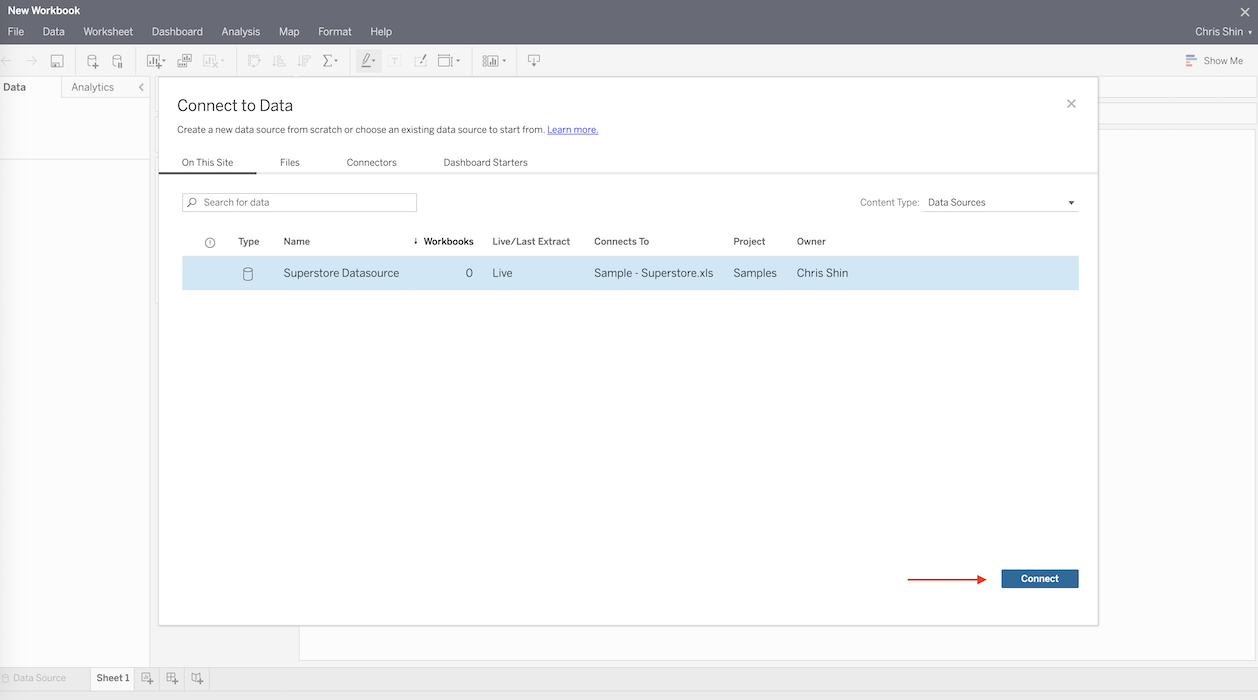 New Workbook
File Data Worksheet Dashboard Analysis Map Format Help
Chris Shin
Show Me
Data Analytics
Connect to Data
Create a new data source from scratch or choose an existing data source to start from. Learn more.
On This Site Files Connectors Dashboard Starters
Search for data
Content Type: Data Sources
Type Name Workbooks Live/Last Extract Connects To Project Owner
Superstore Datasource 0 Live Sample - Superstore.xls Samples Chris Shin
Connect
Data Source Sheet 1